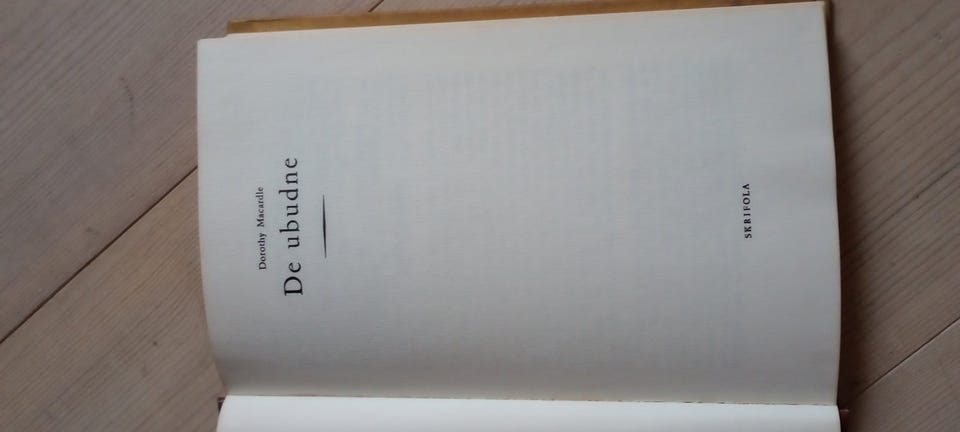 Dorothy Macardle
De ubudne
SKRIFOLA